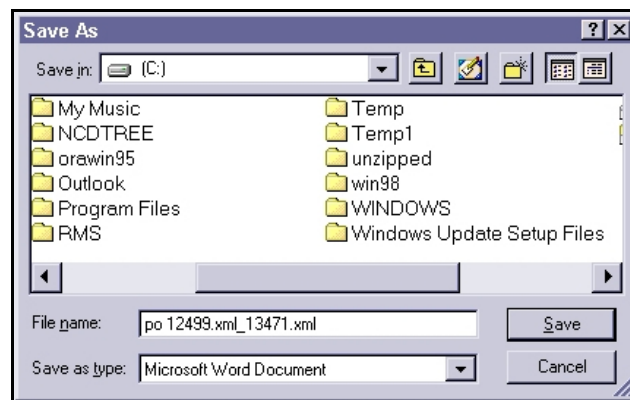 Save As
Save in: (C:)
My Music
NCDTREE
orawin95
Outlook
Program Files
RMS
Temp
Temp1
unzipped
win98
WINDOWS
Windows Update Setup Files
File name: po 12499.xml_13471.xml Save
Save as type: Microsoft Word Document Cancel